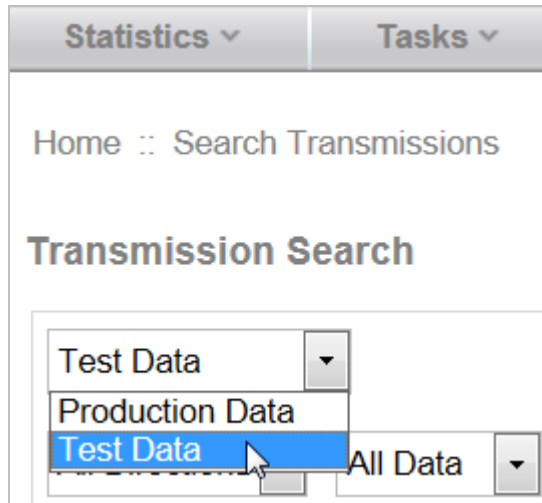 Statistics Tasks
Home :: Search Transmissions
Transmission Search
Test Data
Production Data
Test Data
All Data